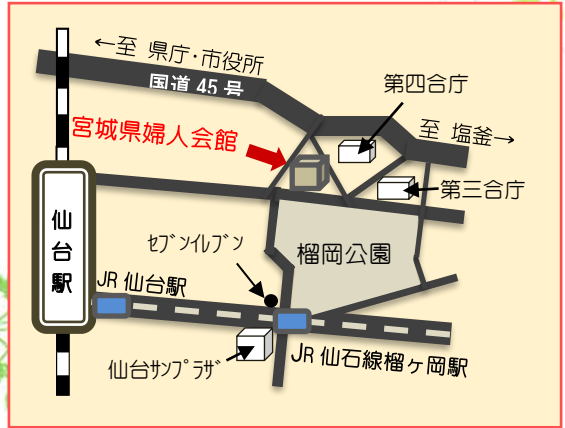 ←至 県庁・市役所
国道45号
第四合庁
宮城県婦人会館
至 塩釜→
第三合庁
仙台駅
ｾﾌﾞﾝｲﾚﾌﾞﾝ
榴岡公園
JR 仙台駅
仙台ｻﾝﾌﾟﾗｻﾞ
JR 仙石線榴ヶ岡駅